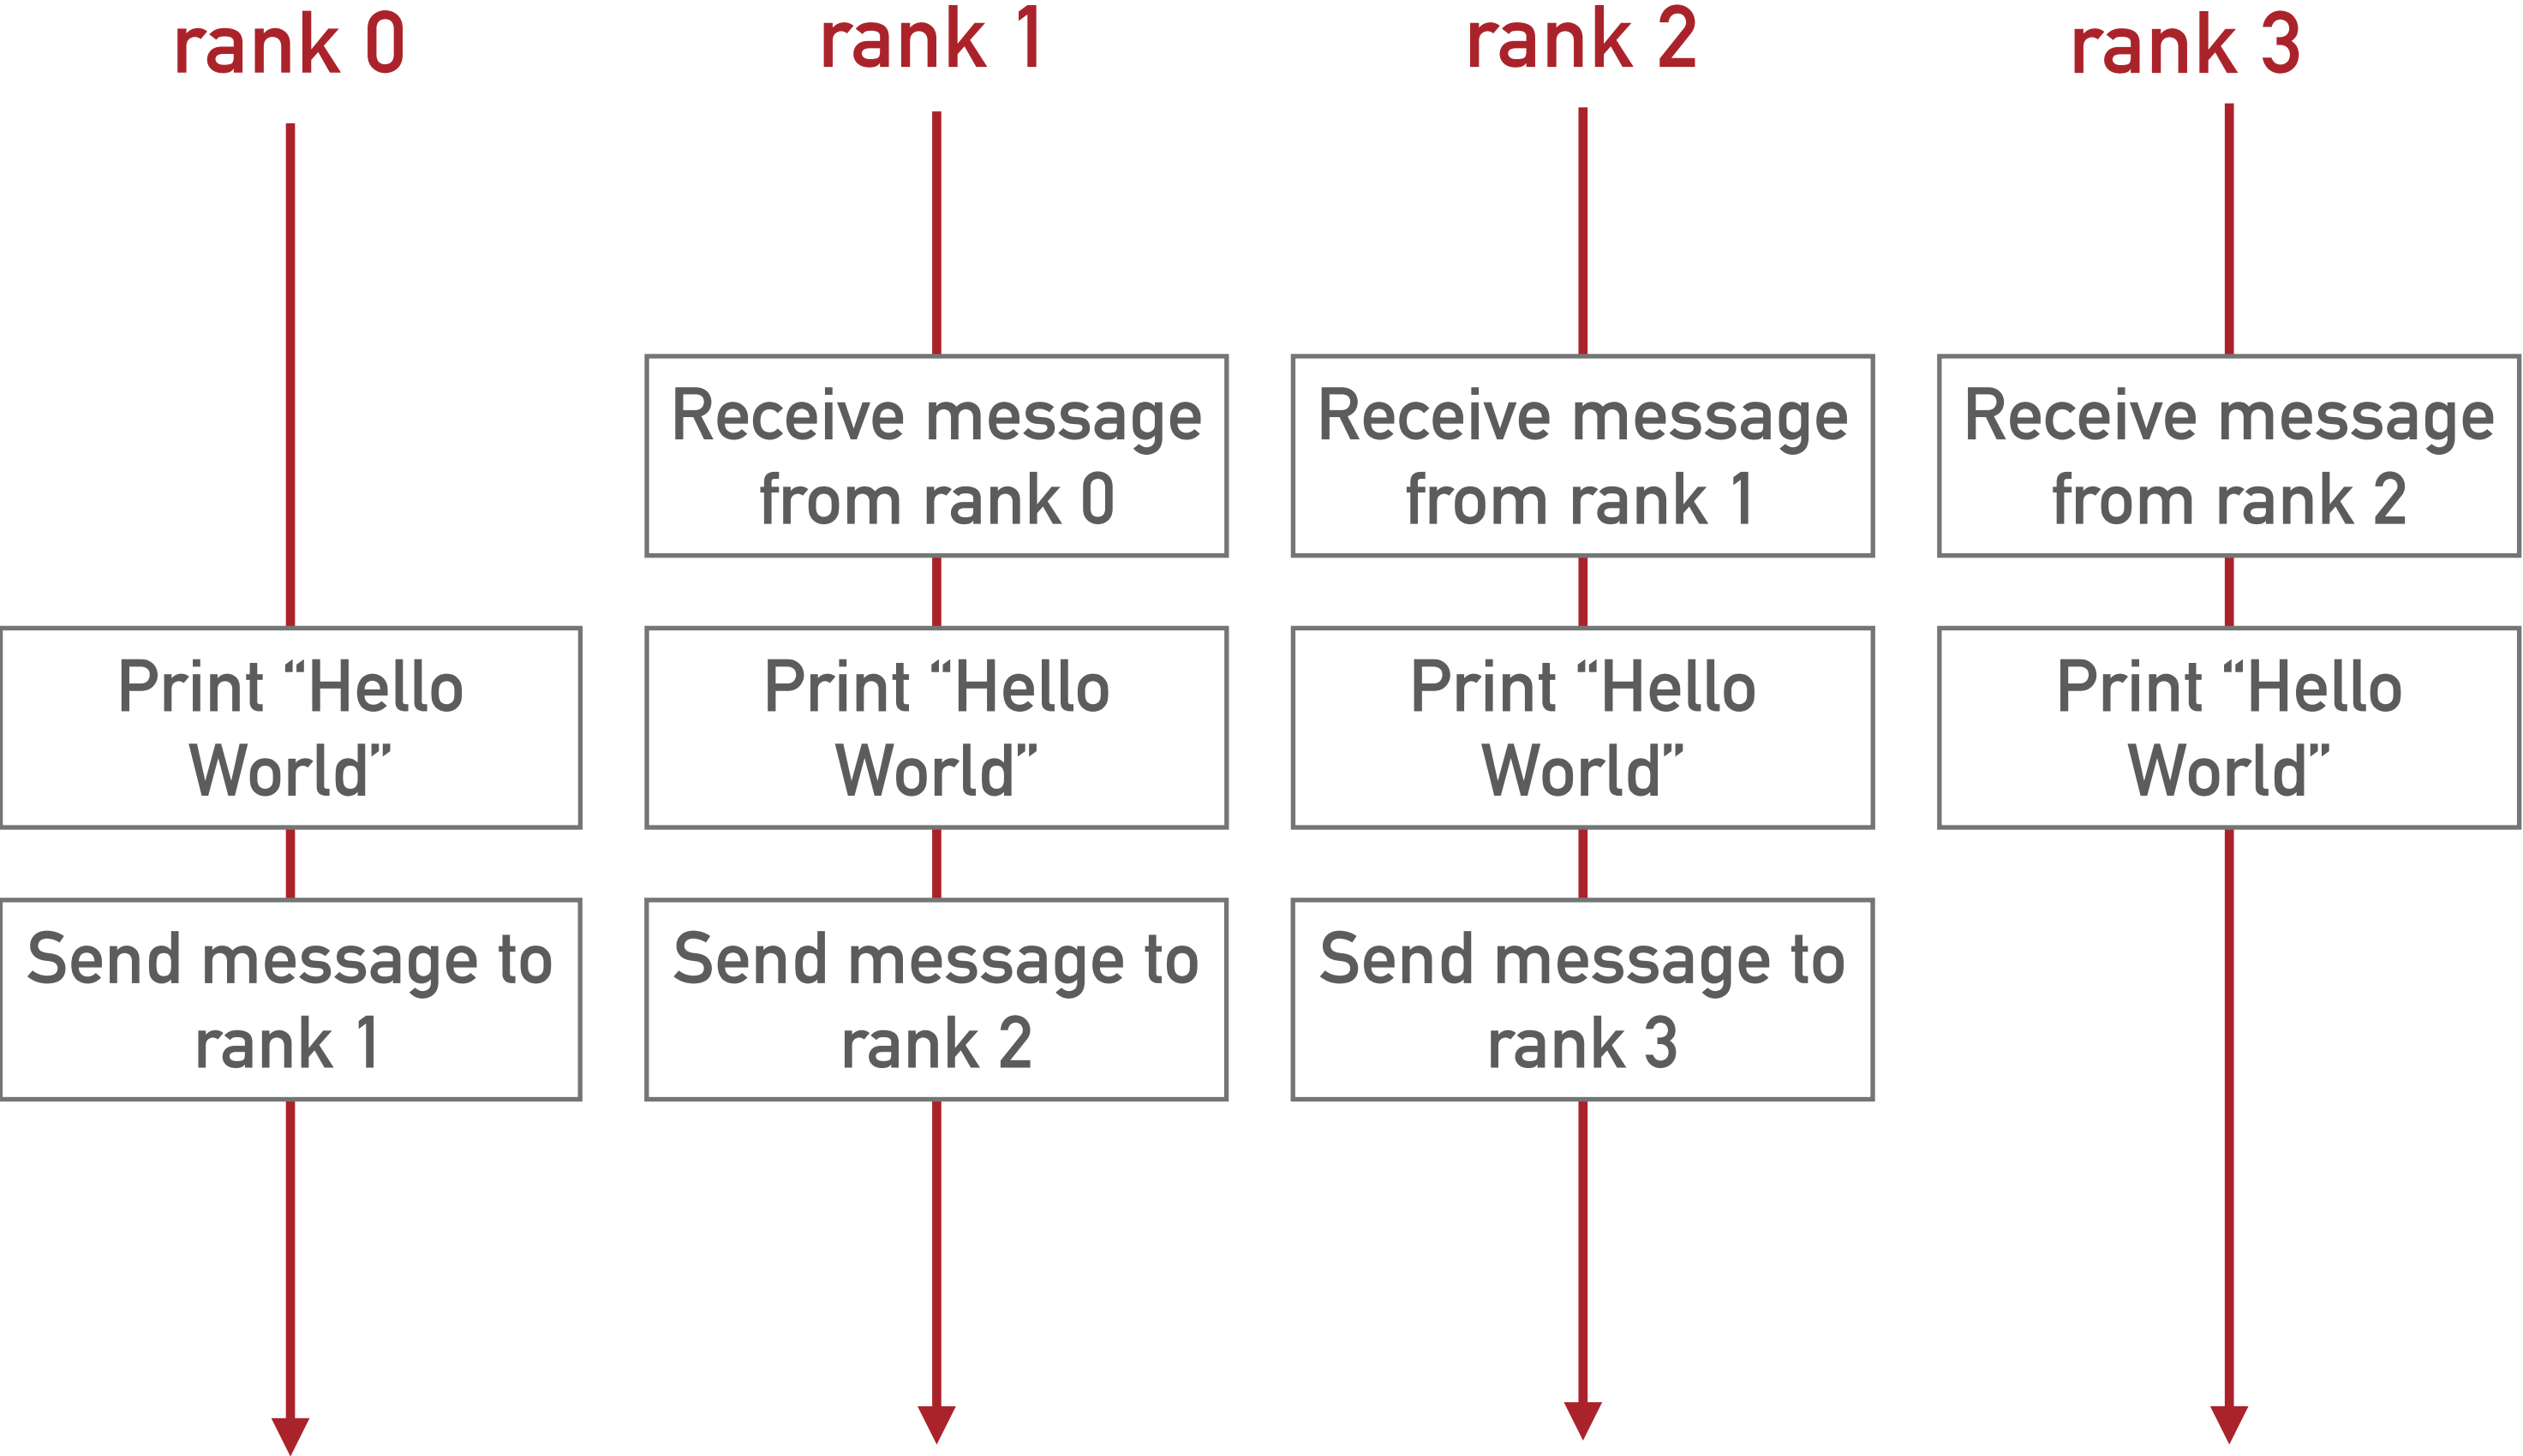 rank 0
rank 1
rank 2
rank 3
Receive message
from rank 0
Receive message
from rank 1
Receive message
from rank 2
Print “Hello
World”
Print “Hello
World”
Print “Hello
World”
Print “Hello
World”
Send message to
rank 1
Send message to
rank 2
Send message to
rank 3